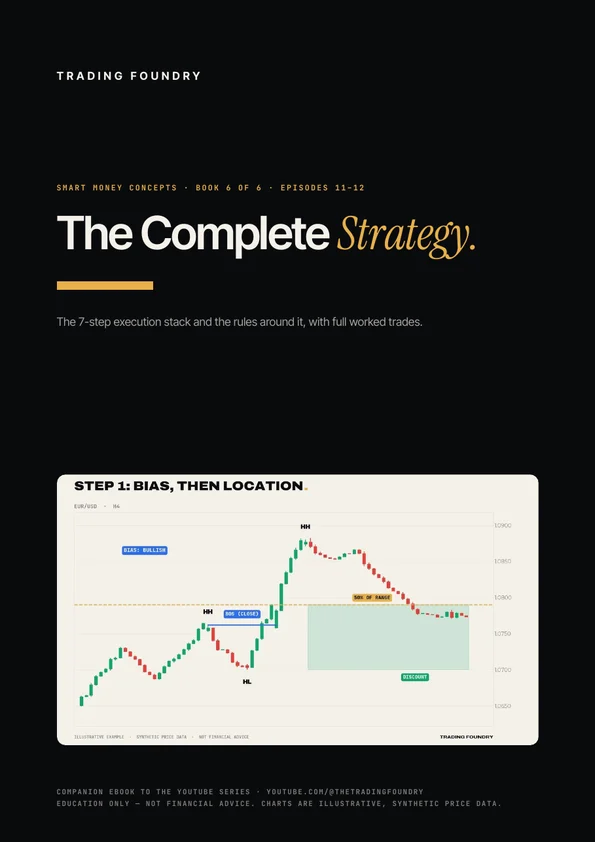 TRADING FOUNDRY
SMART MONEY CONCEPTS · BOOK 6 OF 6 · EPISODES 11–12
The Complete Strategy.
The 7-step execution stack and the rules around it, with full worked trades.
STEP 1: BIAS, THEN LOCATION.
EUR/USD · H4
HH
1.0900
BIAS: BULLISH
1.0850
50% OF RANGE
1.0800
HH
BOS (CLOSE)
1.0750
HL
DISCOUNT
1.0700
1.0650
ILLUSTRATIVE EXAMPLE · SYNTHETIC PRICE DATA · NOT FINANCIAL ADVICE
TRADING FOUNDRY
COMPANION EBOOK TO THE YOUTUBE SERIES · YOUTUBE.COM/@THETRADINGFOUNDRY
EDUCATION ONLY — NOT FINANCIAL ADVICE. CHARTS ARE ILLUSTRATIVE, SYNTHETIC PRICE DATA.